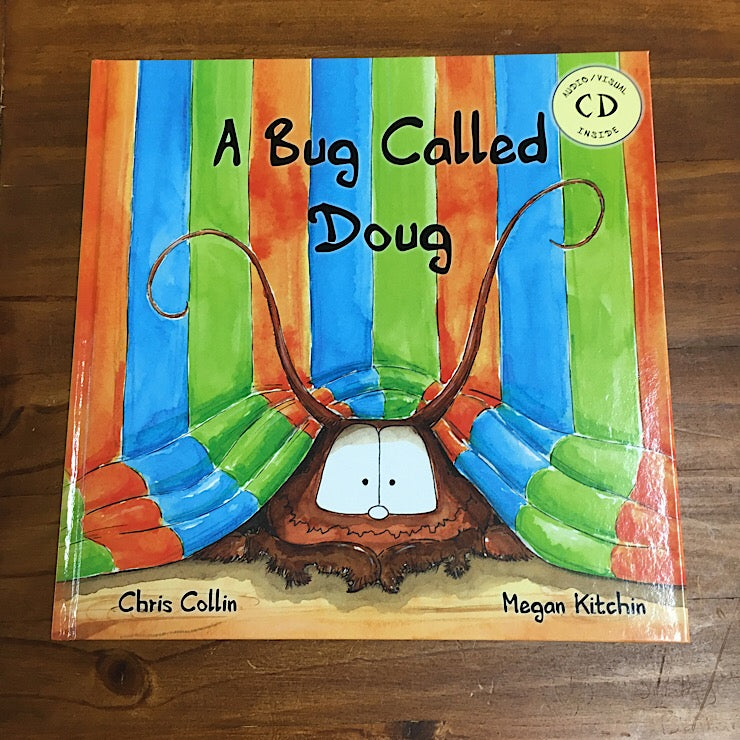 AUDIO/VISUAL
CD
INSIDE
A Bug Called
Doug
Chris Collin
Megan Kitchin